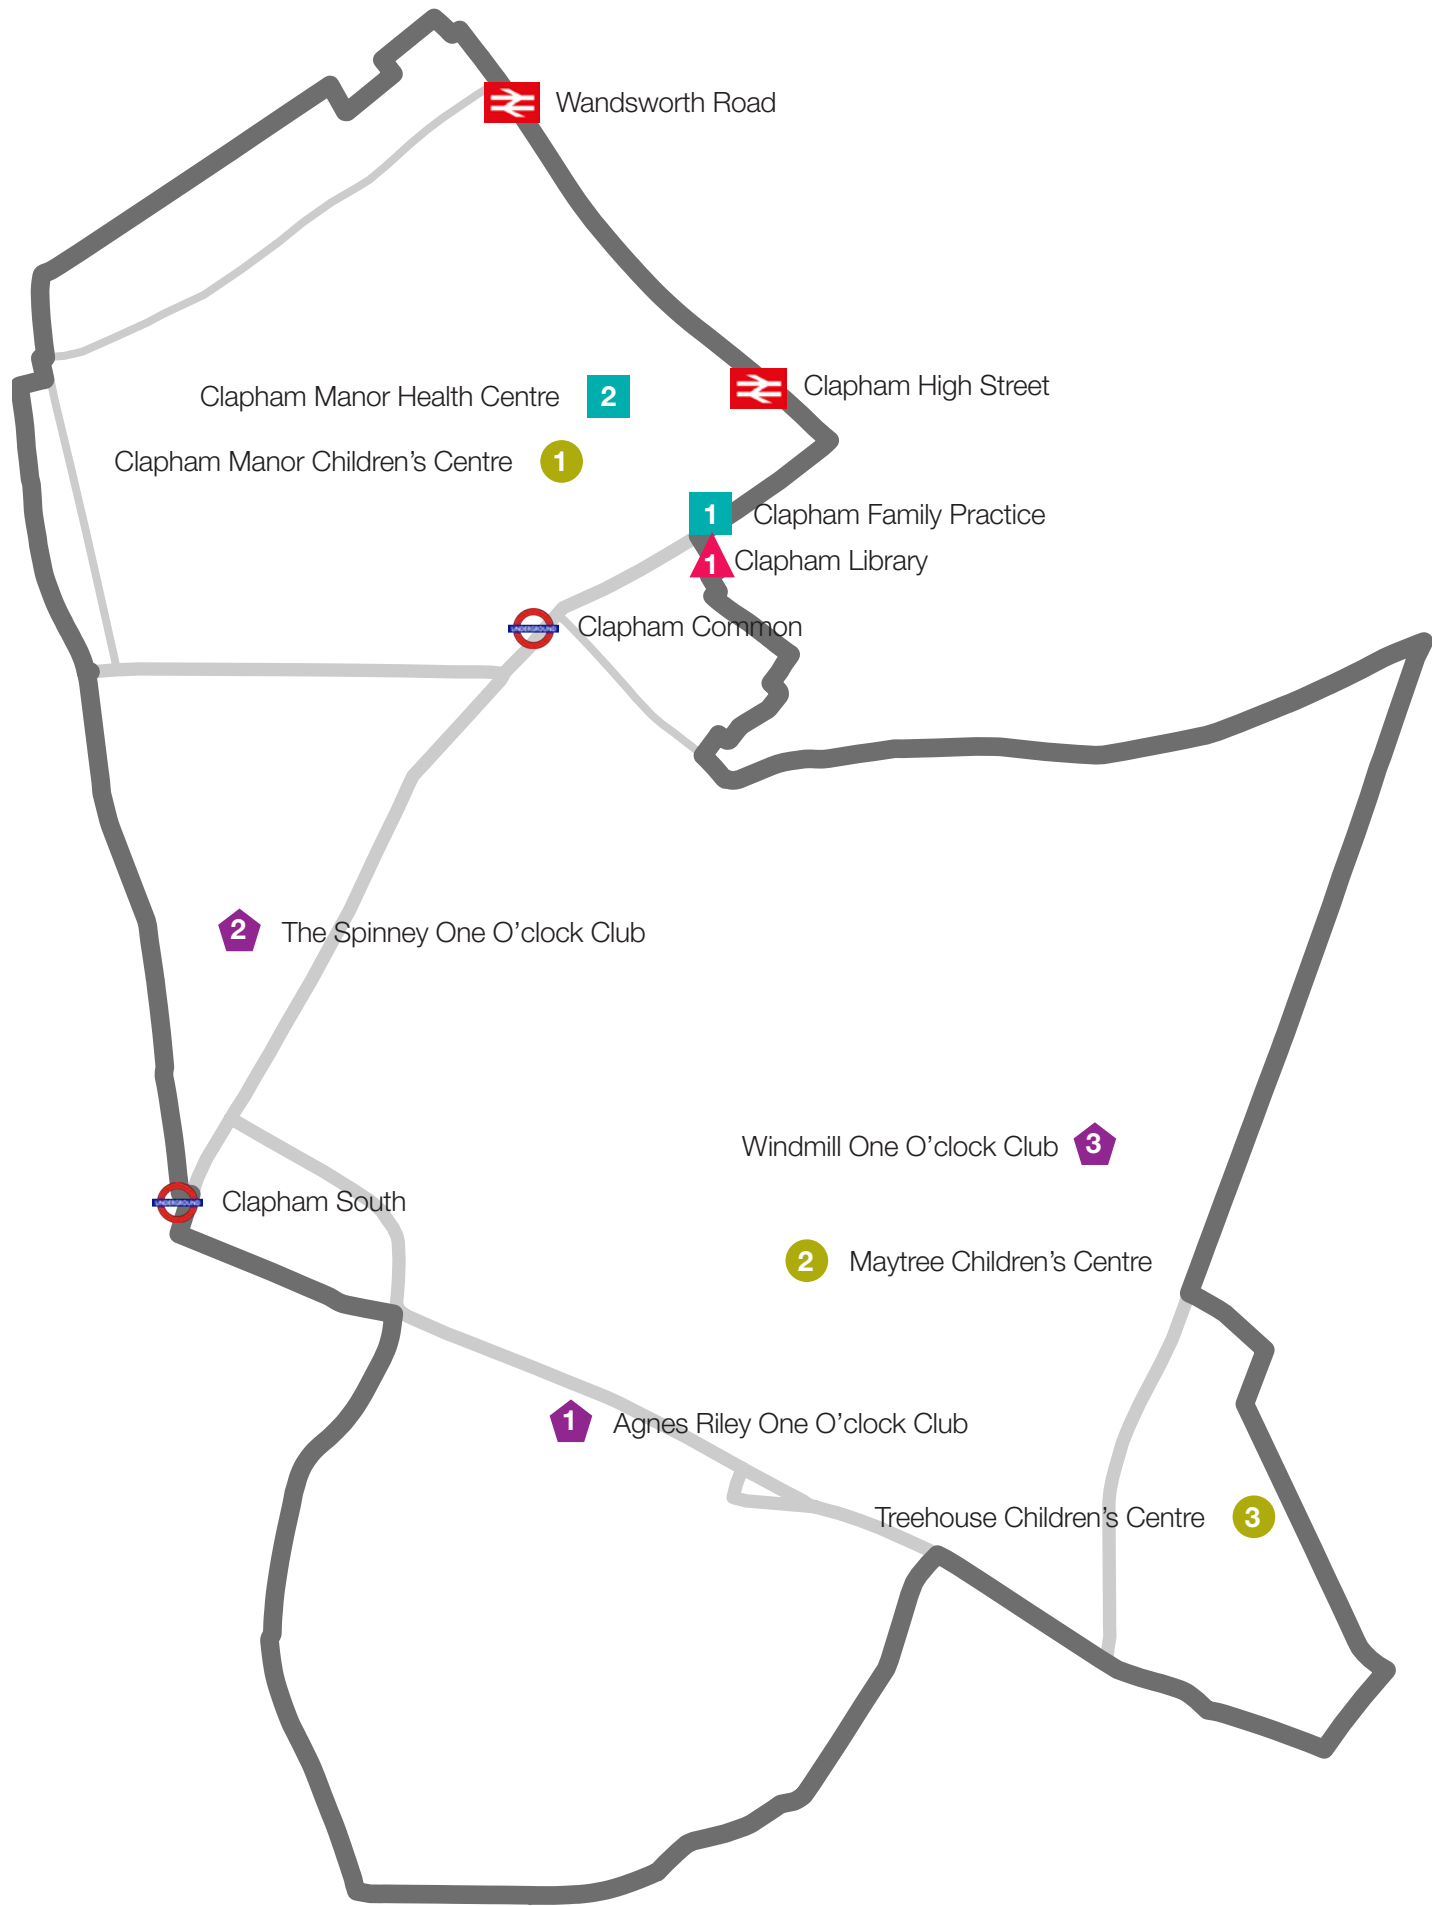 Wandsworth Road
Clapham High Street
Clapham Manor Health Centre 2
Clapham Manor Children’s Centre 1
1 Clapham Family Practice
1 Clapham Library
UNDERGROUND Clapham Common
2 The Spinney One O’clock Club
Windmill One O’clock Club 3
UNDERGROUND Clapham South
2 Maytree Children’s Centre
1 Agnes Riley One O’clock Club
Treehouse Children’s Centre 3